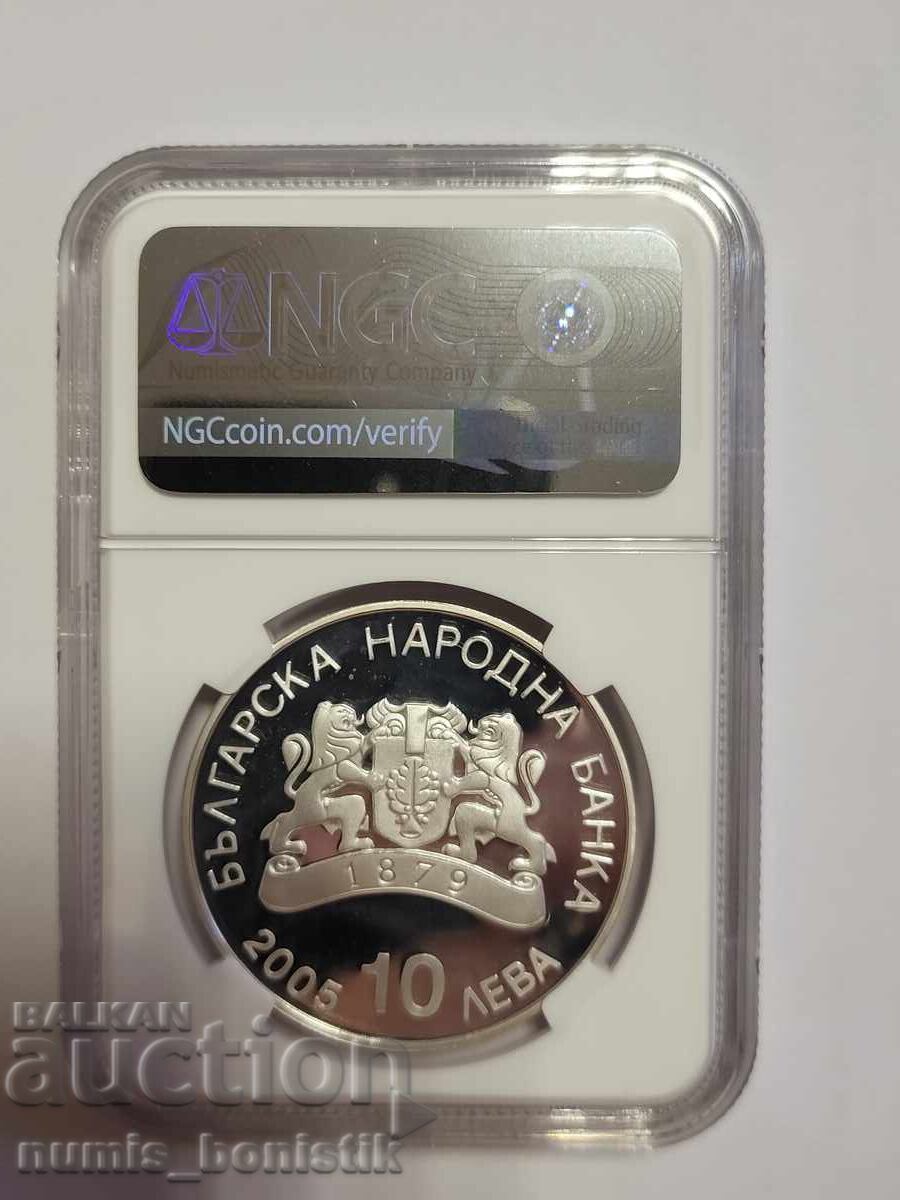 NGC
Numismatic Guaranty Company
NGCcoin.com/verify
БЪЛГАРСКА НАРОДНА БАНКА
1879
2005 10 ЛЕВА
BALKAN
auction
numis_bonistik